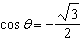 cos θ = -√3/2